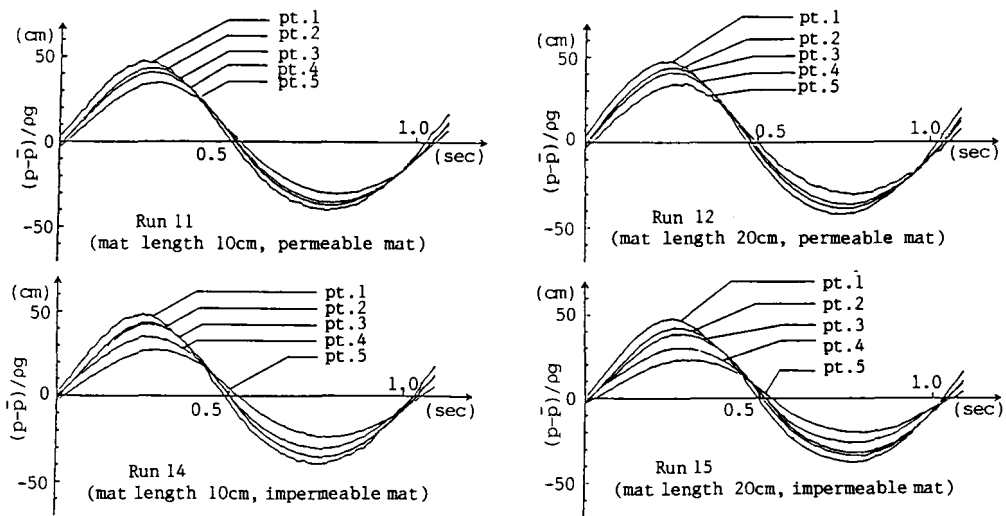 (cm)
50
0
-50
(p-p̄)/ρg
pt.1
pt.2
pt.3
pt.4
pt.5
0.5
1.0
(sec)
Run 11
(mat length 10cm, permeable mat)
(cm)
50
0
-50
(p-p̄)/ρg
pt.1
pt.2
pt.3
pt.4
pt.5
0.5
1.0
(sec)
Run 12
(mat length 20cm, permeable mat)
(cm)
50
0
-50
(p-p̄)/ρg
pt.1
pt.2
pt.3
pt.4
pt.5
0.5
1.0
(sec)
Run 14
(mat length 10cm, impermeable mat)
(cm)
50
0
-50
(p-p̄)/ρg
pt.1
pt.2
pt.3
pt.4
pt.5
0.5
1.0
(sec)
Run 15
(mat length 20cm, impermeable mat)